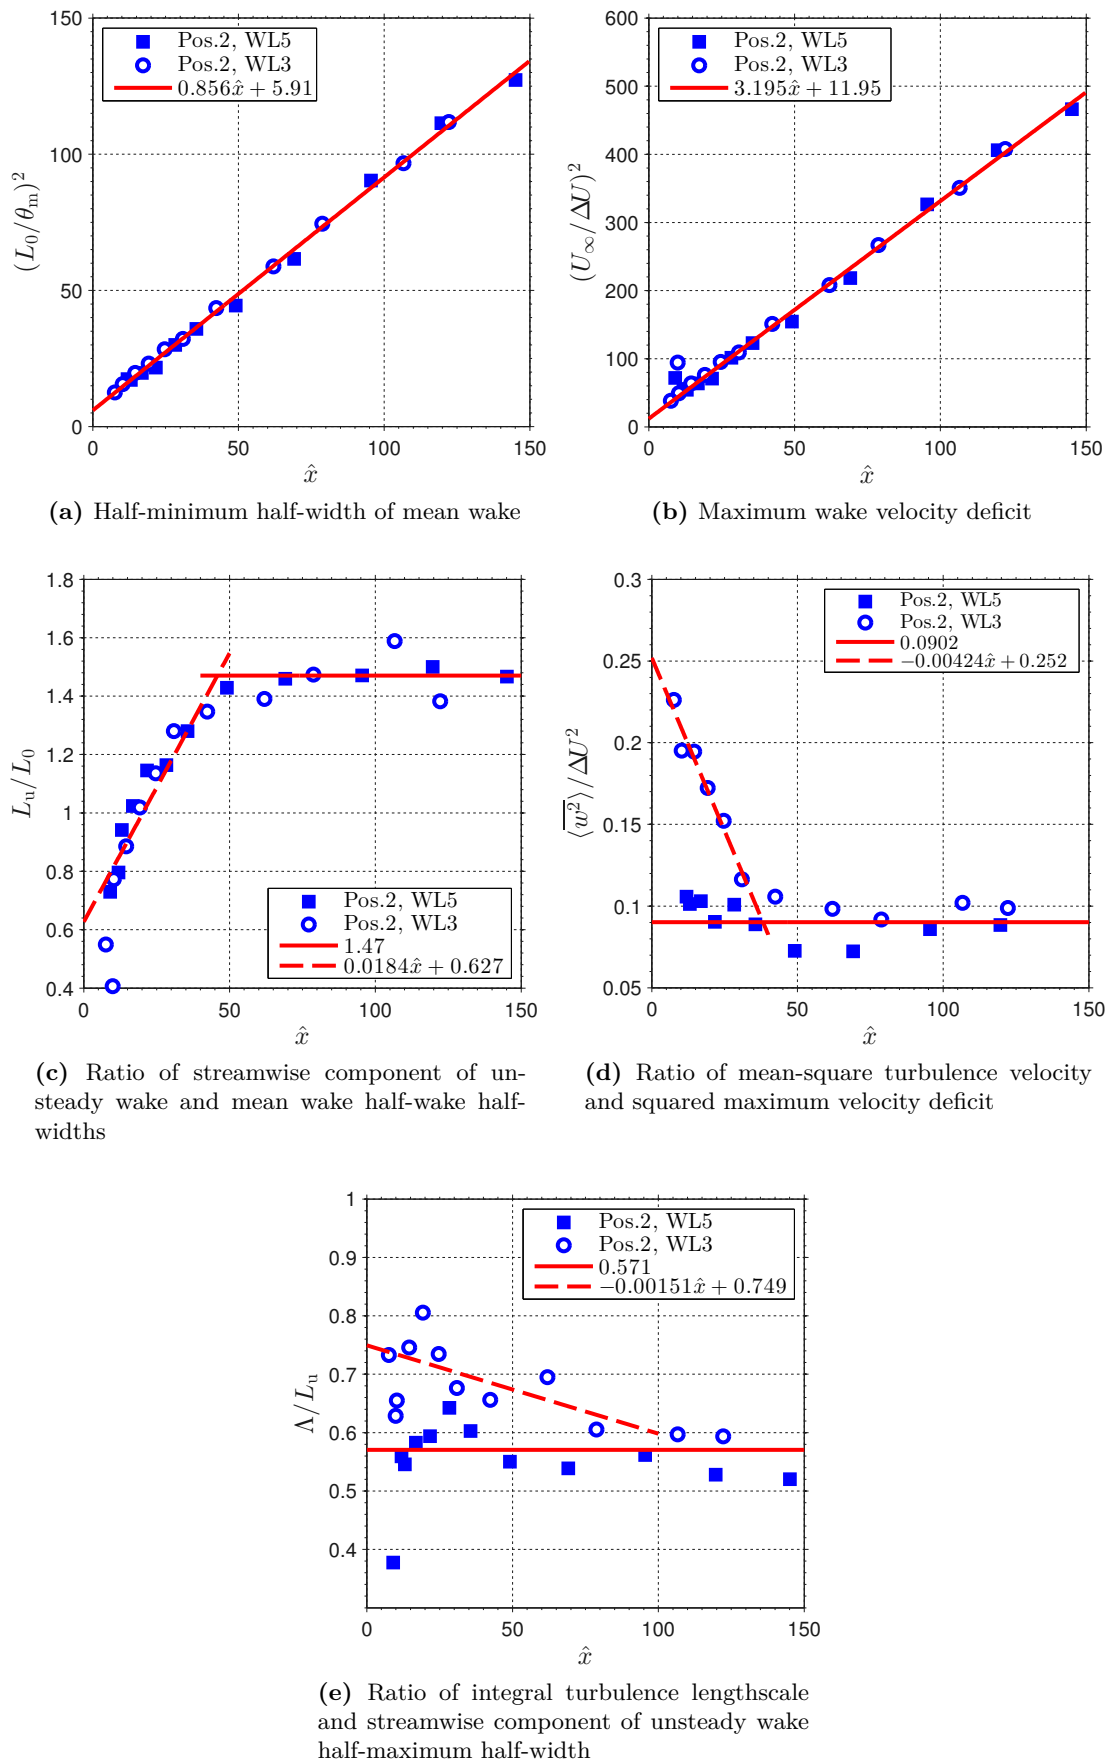 150
100
50
0
0
50
100
150
(L₀/θₘ)²
x̂
Pos.2, WL5
Pos.2, WL3
0.856x̂ + 5.91
(a) Half-minimum half-width of mean wake
600
500
400
300
200
100
0
0
50
100
150
(U∞/ΔU)²
x̂
Pos.2, WL5
Pos.2, WL3
3.195x̂ + 11.95
(b) Maximum wake velocity deficit
1.8
1.6
1.4
1.2
1
0.8
0.6
0.4
0
50
100
150
Lᵤ/L₀
x̂
Pos.2, WL5
Pos.2, WL3
1.47
0.0184x̂ + 0.627
(c) Ratio of streamwise component of un-
steady wake and mean wake half-wake half-
widths
0.3
0.25
0.2
0.15
0.1
0.05
0
50
100
150
⟨w̅²̅⟩/ΔU²
x̂
Pos.2, WL5
Pos.2, WL3
0.0902
−0.00424x̂ + 0.252
(d) Ratio of mean-square turbulence velocity
and squared maximum velocity deficit
1
0.9
0.8
0.7
0.6
0.5
0.4
0
50
100
150
Λ/Lᵤ
x̂
Pos.2, WL5
Pos.2, WL3
0.571
−0.00151x̂ + 0.749
(e) Ratio of integral turbulence lengthscale
and streamwise component of unsteady wake
half-maximum half-width